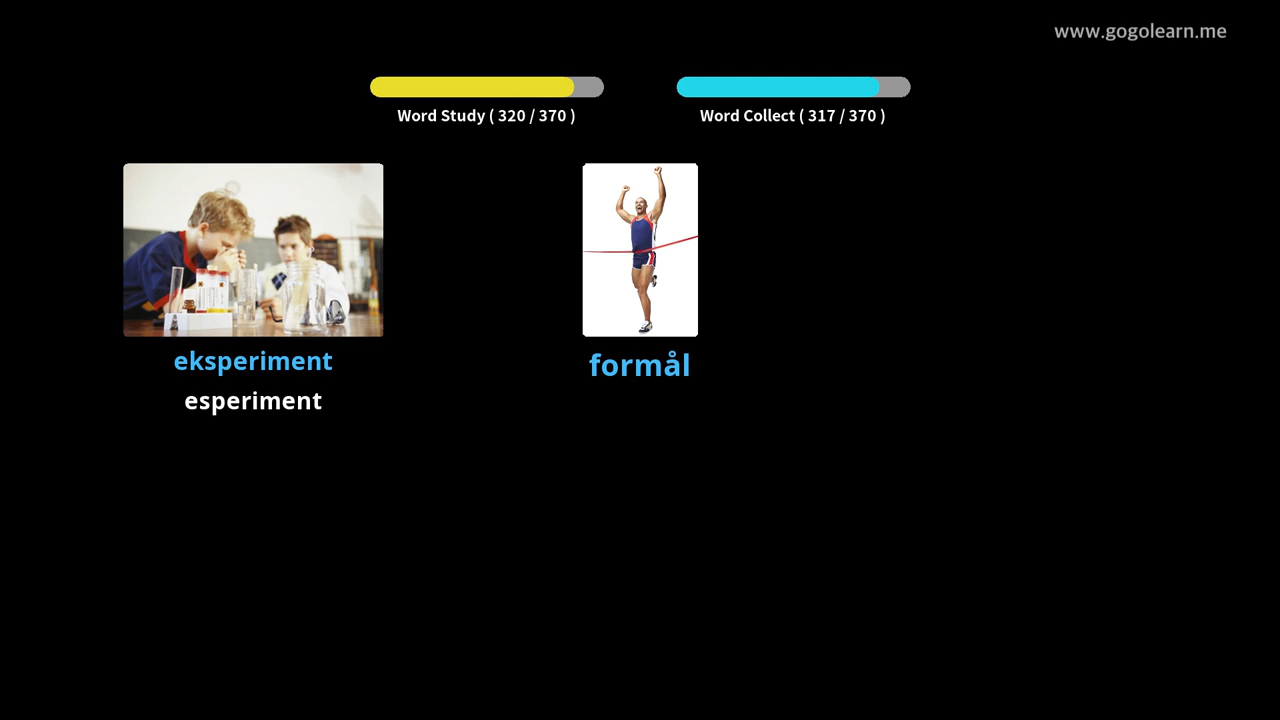 www.gogolearn.me
Word Study ( 320 / 370 )
Word Collect ( 317 / 370 )
eksperiment
esperiment
formål